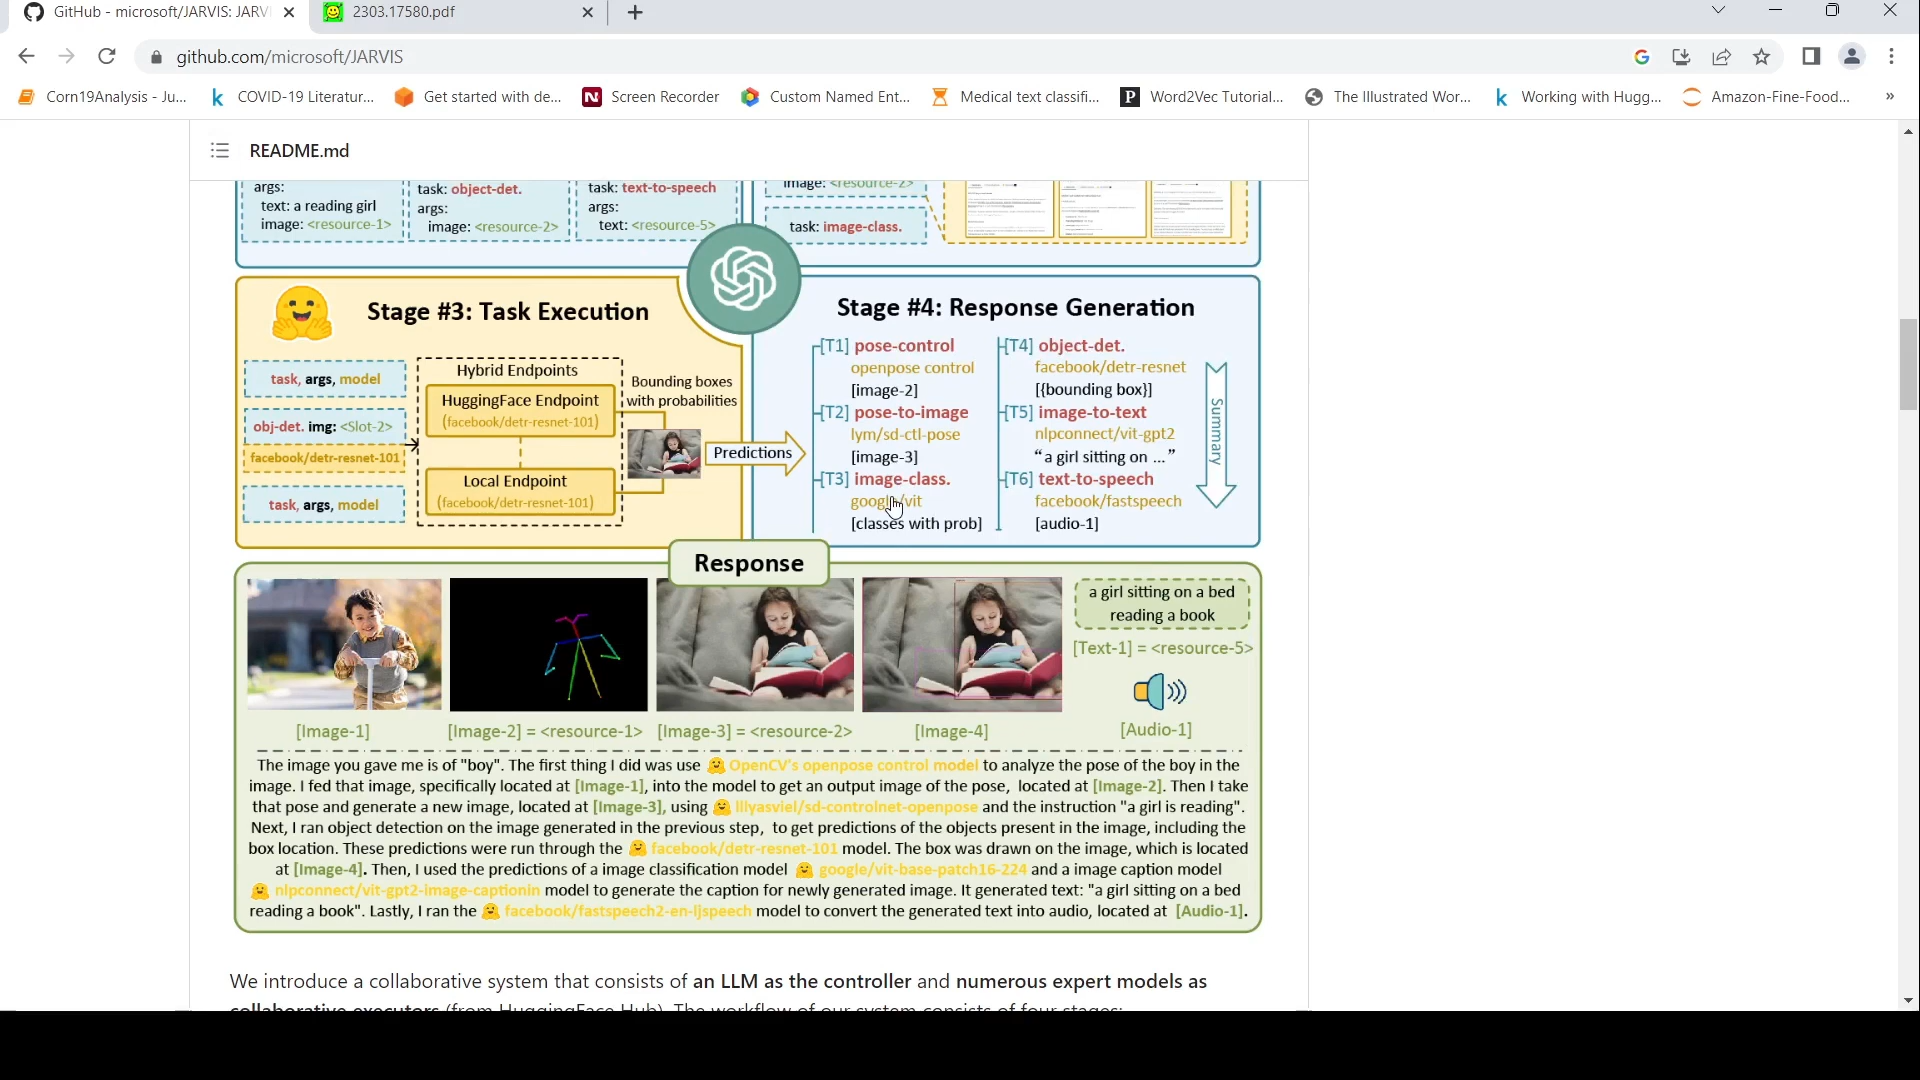 GitHub - microsoft/JARVIS: JARV
2303.17580.pdf
github.com/microsoft/JARVIS
Corn19Analysis - Ju...
COVID-19 Literatur...
Get started with de...
Screen Recorder
Custom Named Ent...
Medical text classifi...
Word2Vec Tutorial...
The Illustrated Wor...
Working with Hugg...
Amazon-Fine-Food...
»
README.md
args:
text: a reading girl
image: <resource-1>
task: object-det.
args:
image: <resource-2>
task: text-to-speech
args:
text: <resource-5>
image: <resource-2>
task: image-class.
Stage #3: Task Execution
task, args, model
obj-det. img: <Slot-2>
facebook/detr-resnet-101
task, args, model
Hybrid Endpoints
HuggingFace Endpoint
(facebook/detr-resnet-101)
Local Endpoint
(facebook/detr-resnet-101)
Bounding boxes
with probabilities
Predictions
Stage #4: Response Generation
[T1] pose-control
openpose control
[image-2]
[T2] pose-to-image
lym/sd-ctl-pose
[image-3]
[T3] image-class.
google/vit
[classes with prob]
[T4] object-det.
facebook/detr-resnet
[{bounding box}]
[T5] image-to-text
nlpconnect/vit-gpt2
“a girl sitting on ...”
[T6] text-to-speech
facebook/fastspeech
[audio-1]
Summary
Response
[Image-1]
[Image-2] = <resource-1>
[Image-3] = <resource-2>
[Image-4]
a girl sitting on a bed
reading a book
[Text-1] = <resource-5>
[Audio-1]
The image you gave me is of "boy". The first thing I did was use OpenCV's openpose control model to analyze the pose of the boy in the
image. I fed that image, specifically located at [Image-1], into the model to get an output image of the pose, located at [Image-2]. Then I take
that pose and generate a new image, located at [Image-3], using lllyasviel/sd-controlnet-openpose and the instruction "a girl is reading".
Next, I ran object detection on the image generated in the previous step, to get predictions of the objects present in the image, including the
box location. These predictions were run through the facebook/detr-resnet-101 model. The box was drawn on the image, which is located
at [Image-4]. Then, I used the predictions of a image classification model google/vit-base-patch16-224 and a image caption model
nlpconnect/vit-gpt2-image-captionin model to generate the caption for newly generated image. It generated text: "a girl sitting on a bed
reading a book". Lastly, I ran the facebook/fastspeech2-en-ljspeech model to convert the generated text into audio, located at [Audio-1].
We introduce a collaborative system that consists of an LLM as the controller and numerous expert models as
collaborative executors (from HuggingFace Hub). The workflow of our system consists of four stages: